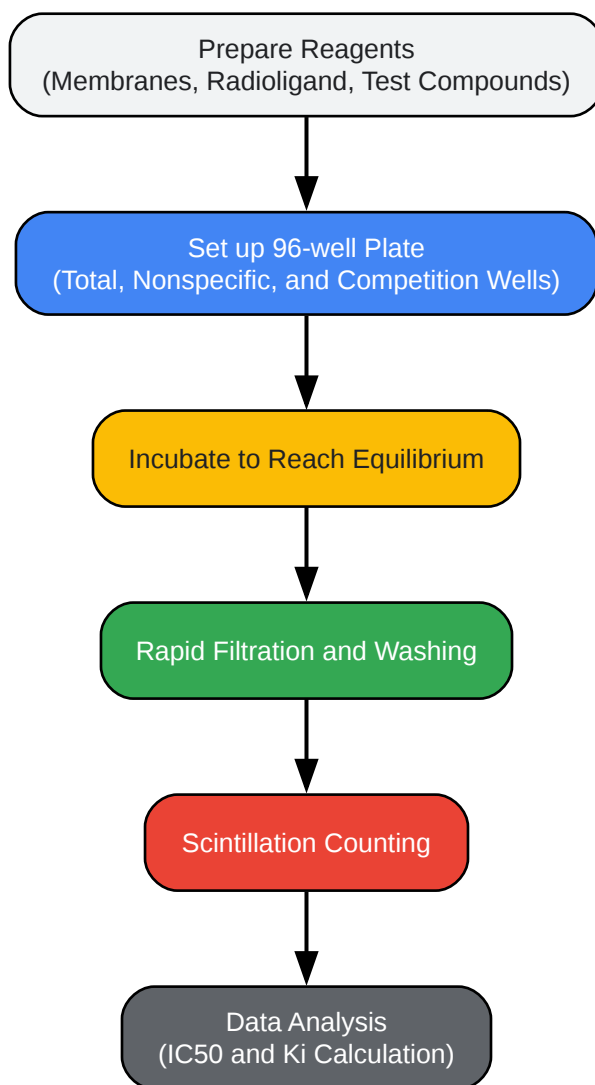 Prepare Reagents
(Membranes, Radioligand, Test Compounds)
Set up 96-well Plate
(Total, Nonspecific, and Competition Wells)
Incubate to Reach Equilibrium
Rapid Filtration and Washing
Scintillation Counting
Data Analysis
(IC50 and Ki Calculation)